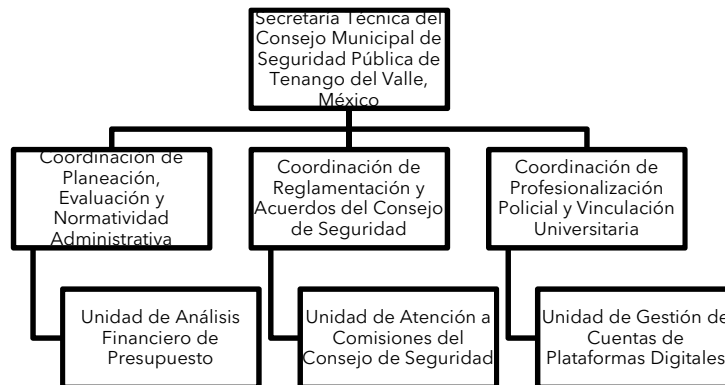 Secretaría Técnica del
Consejo Municipal de
Seguridad Pública de
Tenango del Valle,
México
Coordinación de
Planeación,
Evaluación y
Normatividad
Administrativa
Coordinación de
Reglamentación y
Acuerdos del Consejo
de Seguridad
Coordinación de
Profesionalización
Policial y Vinculación
Universitaria
Unidad de Análisis
Financiero de
Presupuesto
Unidad de Atención a
Comisiones del
Consejo de Seguridad
Unidad de Gestión de
Cuentas de
Plataformas Digitales